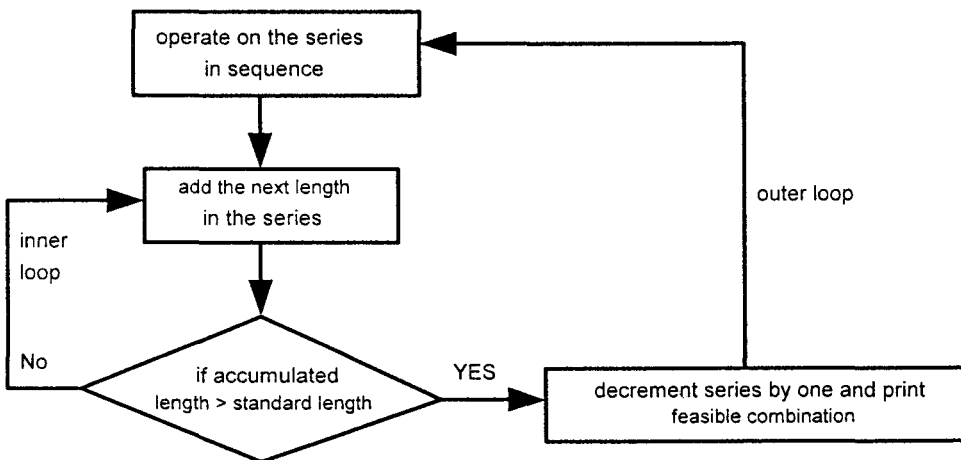 operate on the series
in sequence
add the next length
in the series
outer loop
inner
loop
No
if accumulated
length > standard length
YES
decrement series by one and print
feasible combination